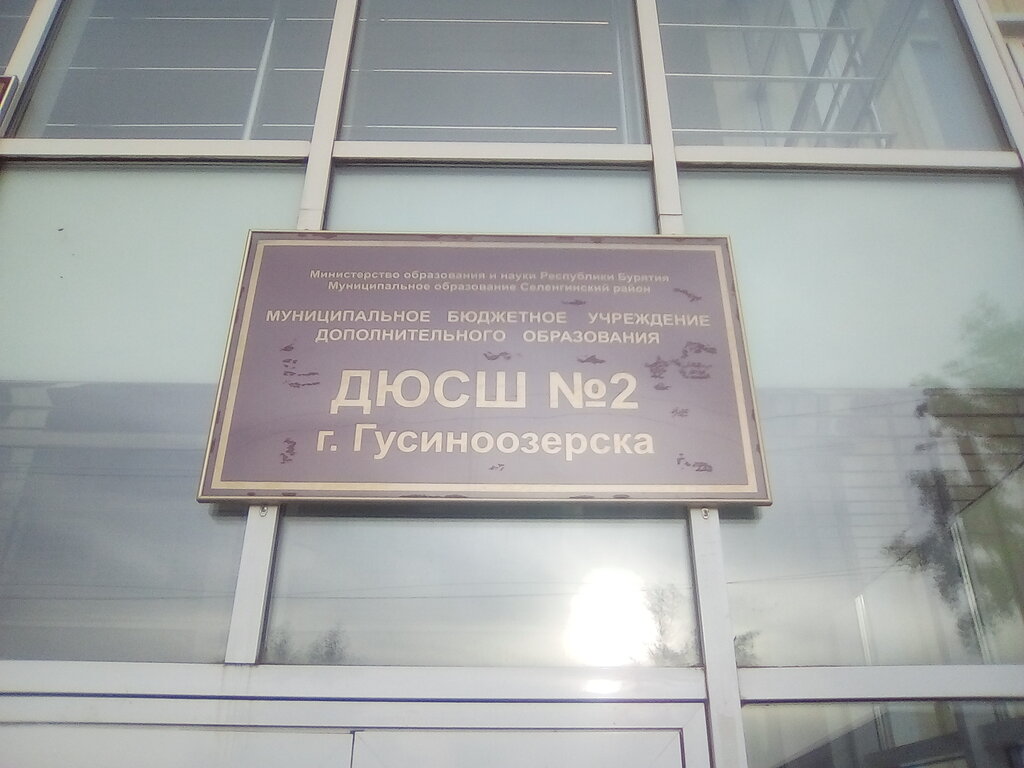 Министерство образования и науки Республики Бурятия
Муниципальное образование Селенгинский район
МУНИЦИПАЛЬНОЕ БЮДЖЕТНОЕ УЧРЕЖДЕНИЕ
ДОПОЛНИТЕЛЬНОГО ОБРАЗОВАНИЯ
ДЮСШ №2
г. Гусиноозерска